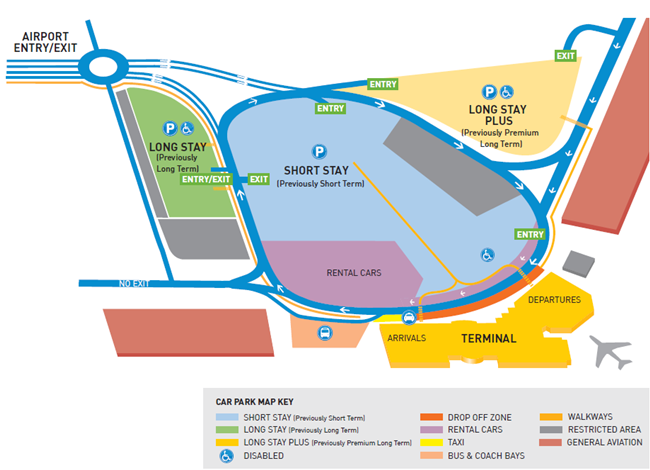 AIRPORT
ENTRY/EXIT
EXIT
ENTRY
P
LONG STAY
PLUS
(Previously Premium
Long Term)
ENTRY
P
LONG STAY
(Previously
Long Term)
P
SHORT STAY
(Previously Short Term)
ENTRY/EXIT
EXIT
ENTRY
RENTAL CARS
NO EXIT
DEPARTURES
ARRIVALS
TERMINAL
CAR PARK MAP KEY
SHORT STAY (Previously Short Term)
DROP OFF ZONE
WALKWAYS
LONG STAY (Previously Long Term)
RENTAL CARS
RESTRICTED AREA
LONG STAY PLUS (Previously Premium Long Term)
TAXI
GENERAL AVIATION
DISABLED
BUS & COACH BAYS